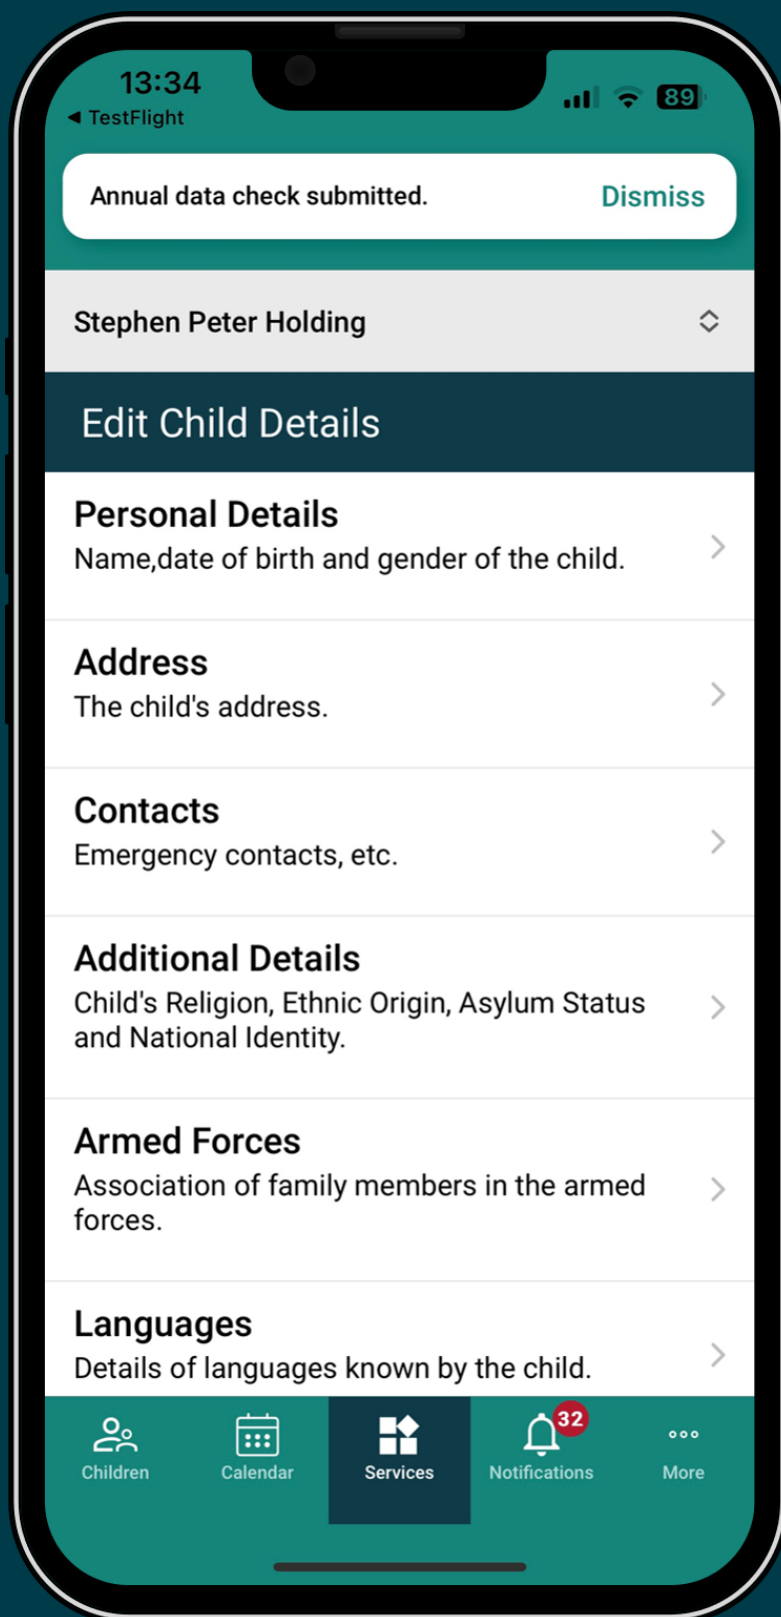 13:34
◀ TestFlight
89
Annual data check submitted.
Dismiss
Stephen Peter Holding
Edit Child Details
Personal Details
Name,date of birth and gender of the child.
Address
The child's address.
Contacts
Emergency contacts, etc.
Additional Details
Child's Religion, Ethnic Origin, Asylum Status
and National Identity.
Armed Forces
Association of family members in the armed
forces.
Languages
Details of languages known by the child.
32
Children
Calendar
Services
Notifications
More